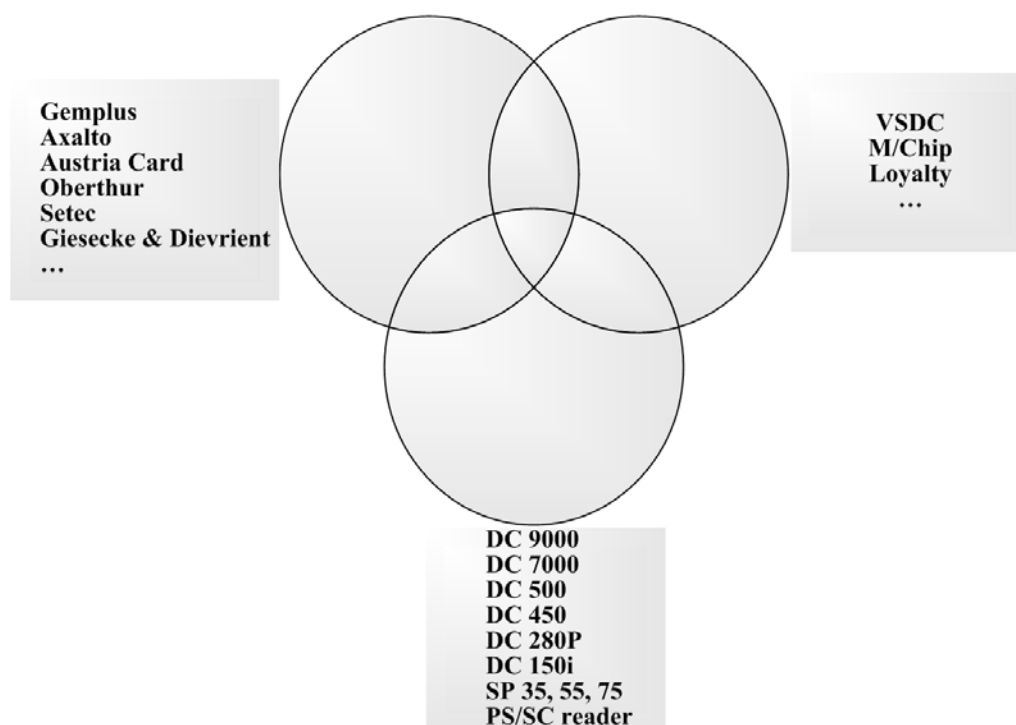 Gemplus
Axalto
Austria Card
Oberthur
Setec
Giesecke & Dievrient
…
VSDC
M/Chip
Loyalty
…
DC 9000
DC 7000
DC 500
DC 450
DC 280P
DC 150i
SP 35, 55, 75
PS/SC reader